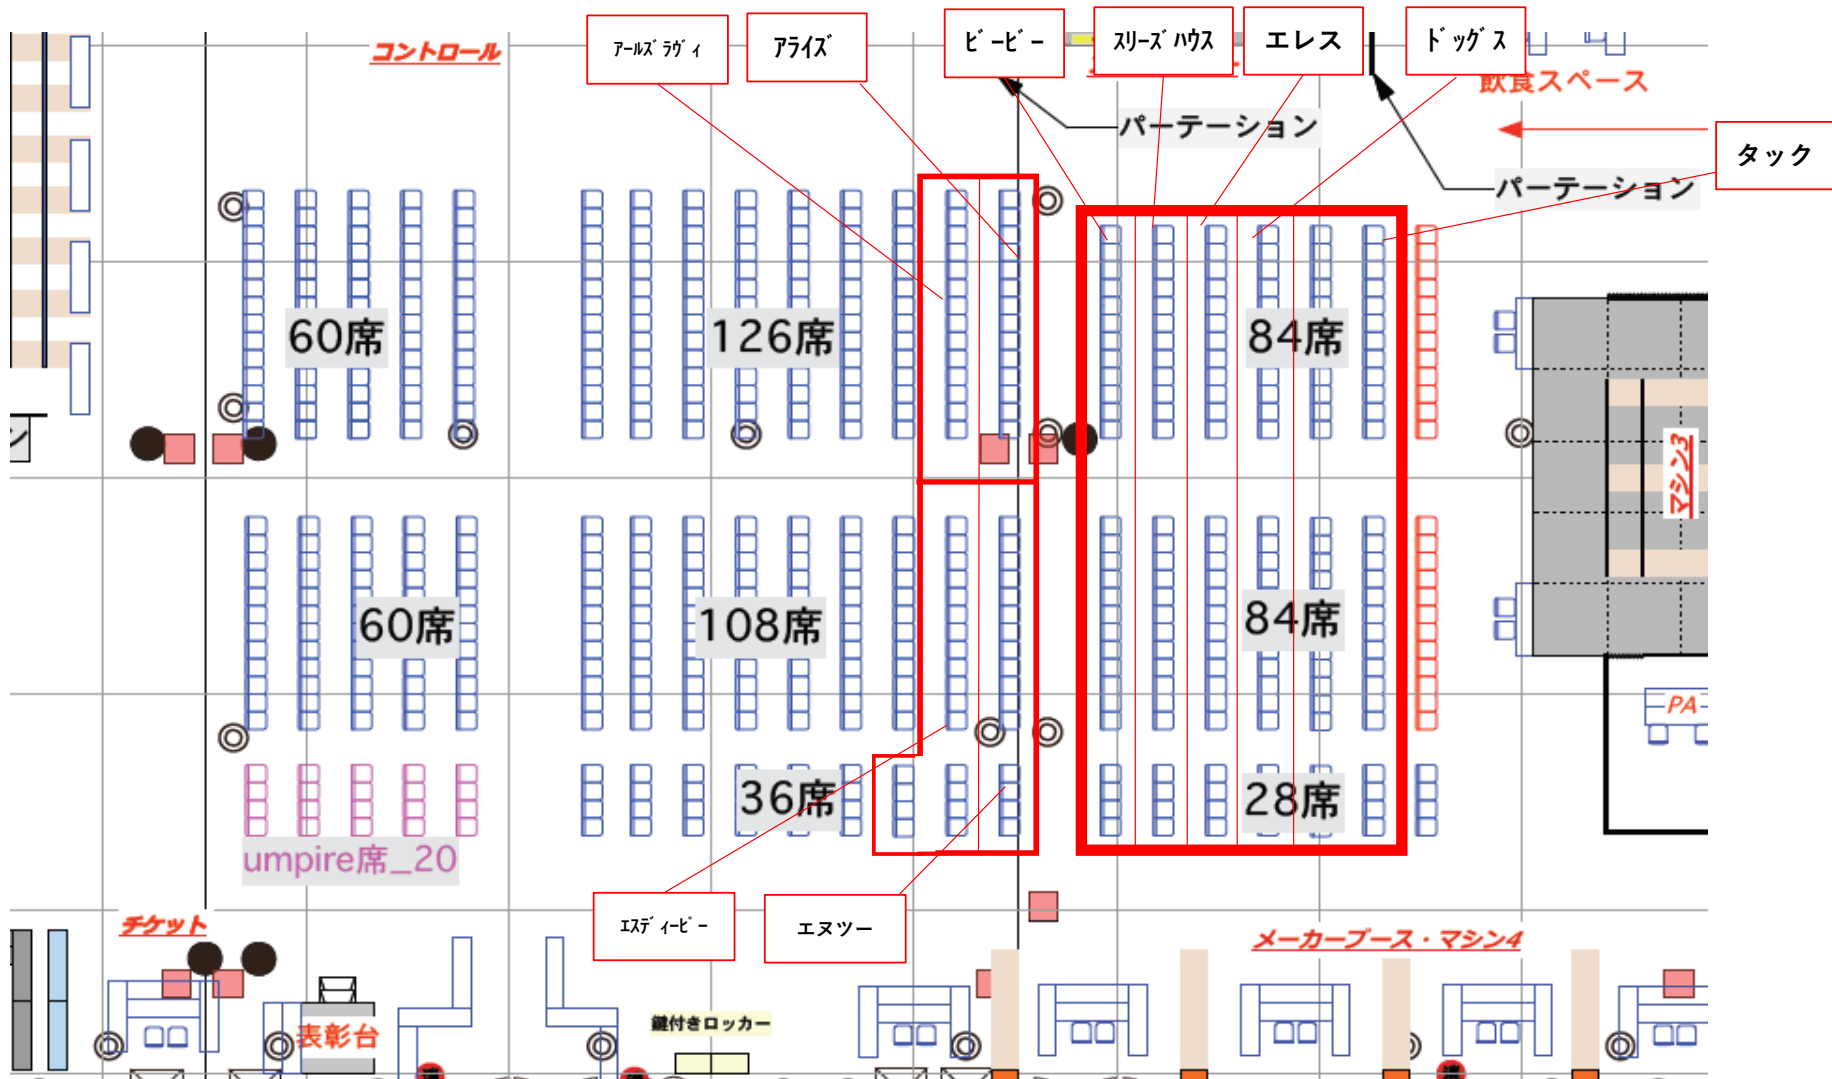 コントロール
ｱｰﾙｽﾞﾗｳﾞｨ
ｱﾗｲｽﾞ
ﾋﾞｰﾋﾞｰ
ｽﾘｰｽﾞﾊｳｽ
エレス
ﾄﾞｯｸﾞｽ
飲食スペース
パーテーション
タック
パーテーション
60席
126席
84席
ン
マシン3
60席
108席
84席
PA
36席
28席
umpire席_20
チケット
ｴｽﾃﾞｨｰﾋﾟｰ
エヌツー
メーカーブース・マシン4
表彰台
鍵付きロッカー